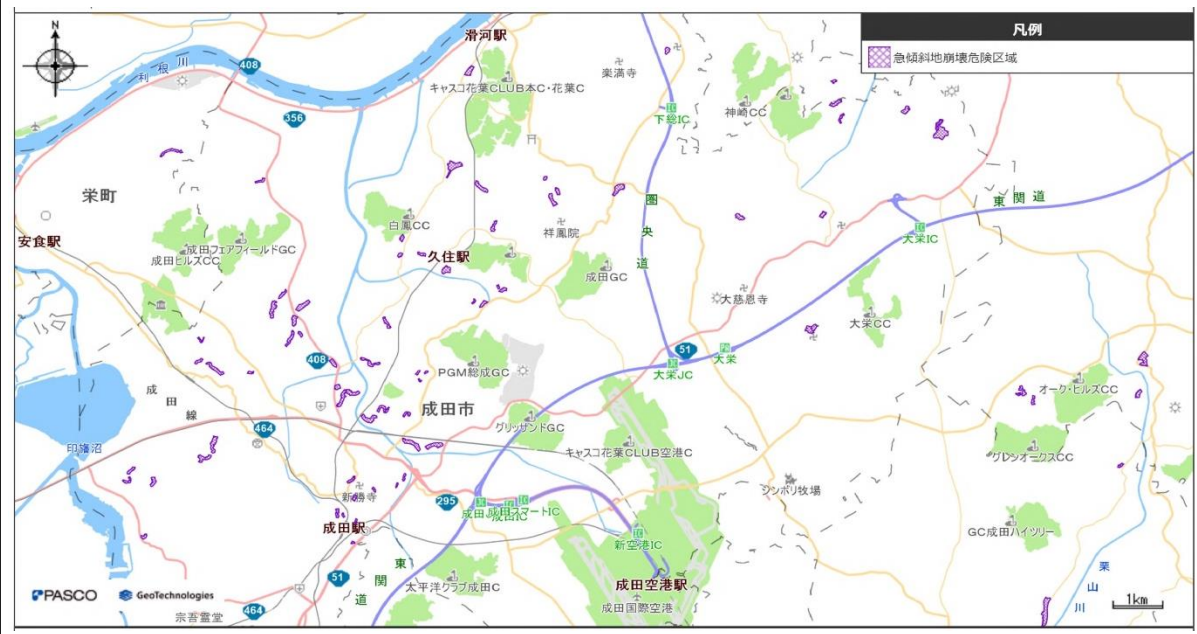 N
凡例
急傾斜地崩壊危険区域
滑河駅
408
利根川
356
キャスコ花葉CLUB本C・花葉C
楽満寺
下総IC
神崎CC
栄町
安食駅
成田フェアフィールドGC
成田ヒルズCC
白鳳CC
久住駅
祥鳳院
成田GC
圏央道
東関道
大栄IC
大慈恩寺
大栄CC
51
大栄
大栄JC
408
PGM総成GC
成田市
グリッサンドGC
成田線
464
印旛沼
キャスコ花葉CLUB空港C
オーク・ヒルズCC
グレンオークスCC
シンボリ牧場
新勝寺
295
成田スマートIC
成田IC
成田駅
新空港IC
GC成田ハイツリー
51
東関道
太平洋クラブ成田C
成田空港駅
成田国際空港
栗山川
1km
PASCO
GeoTechnologies
464
宗吾霊堂